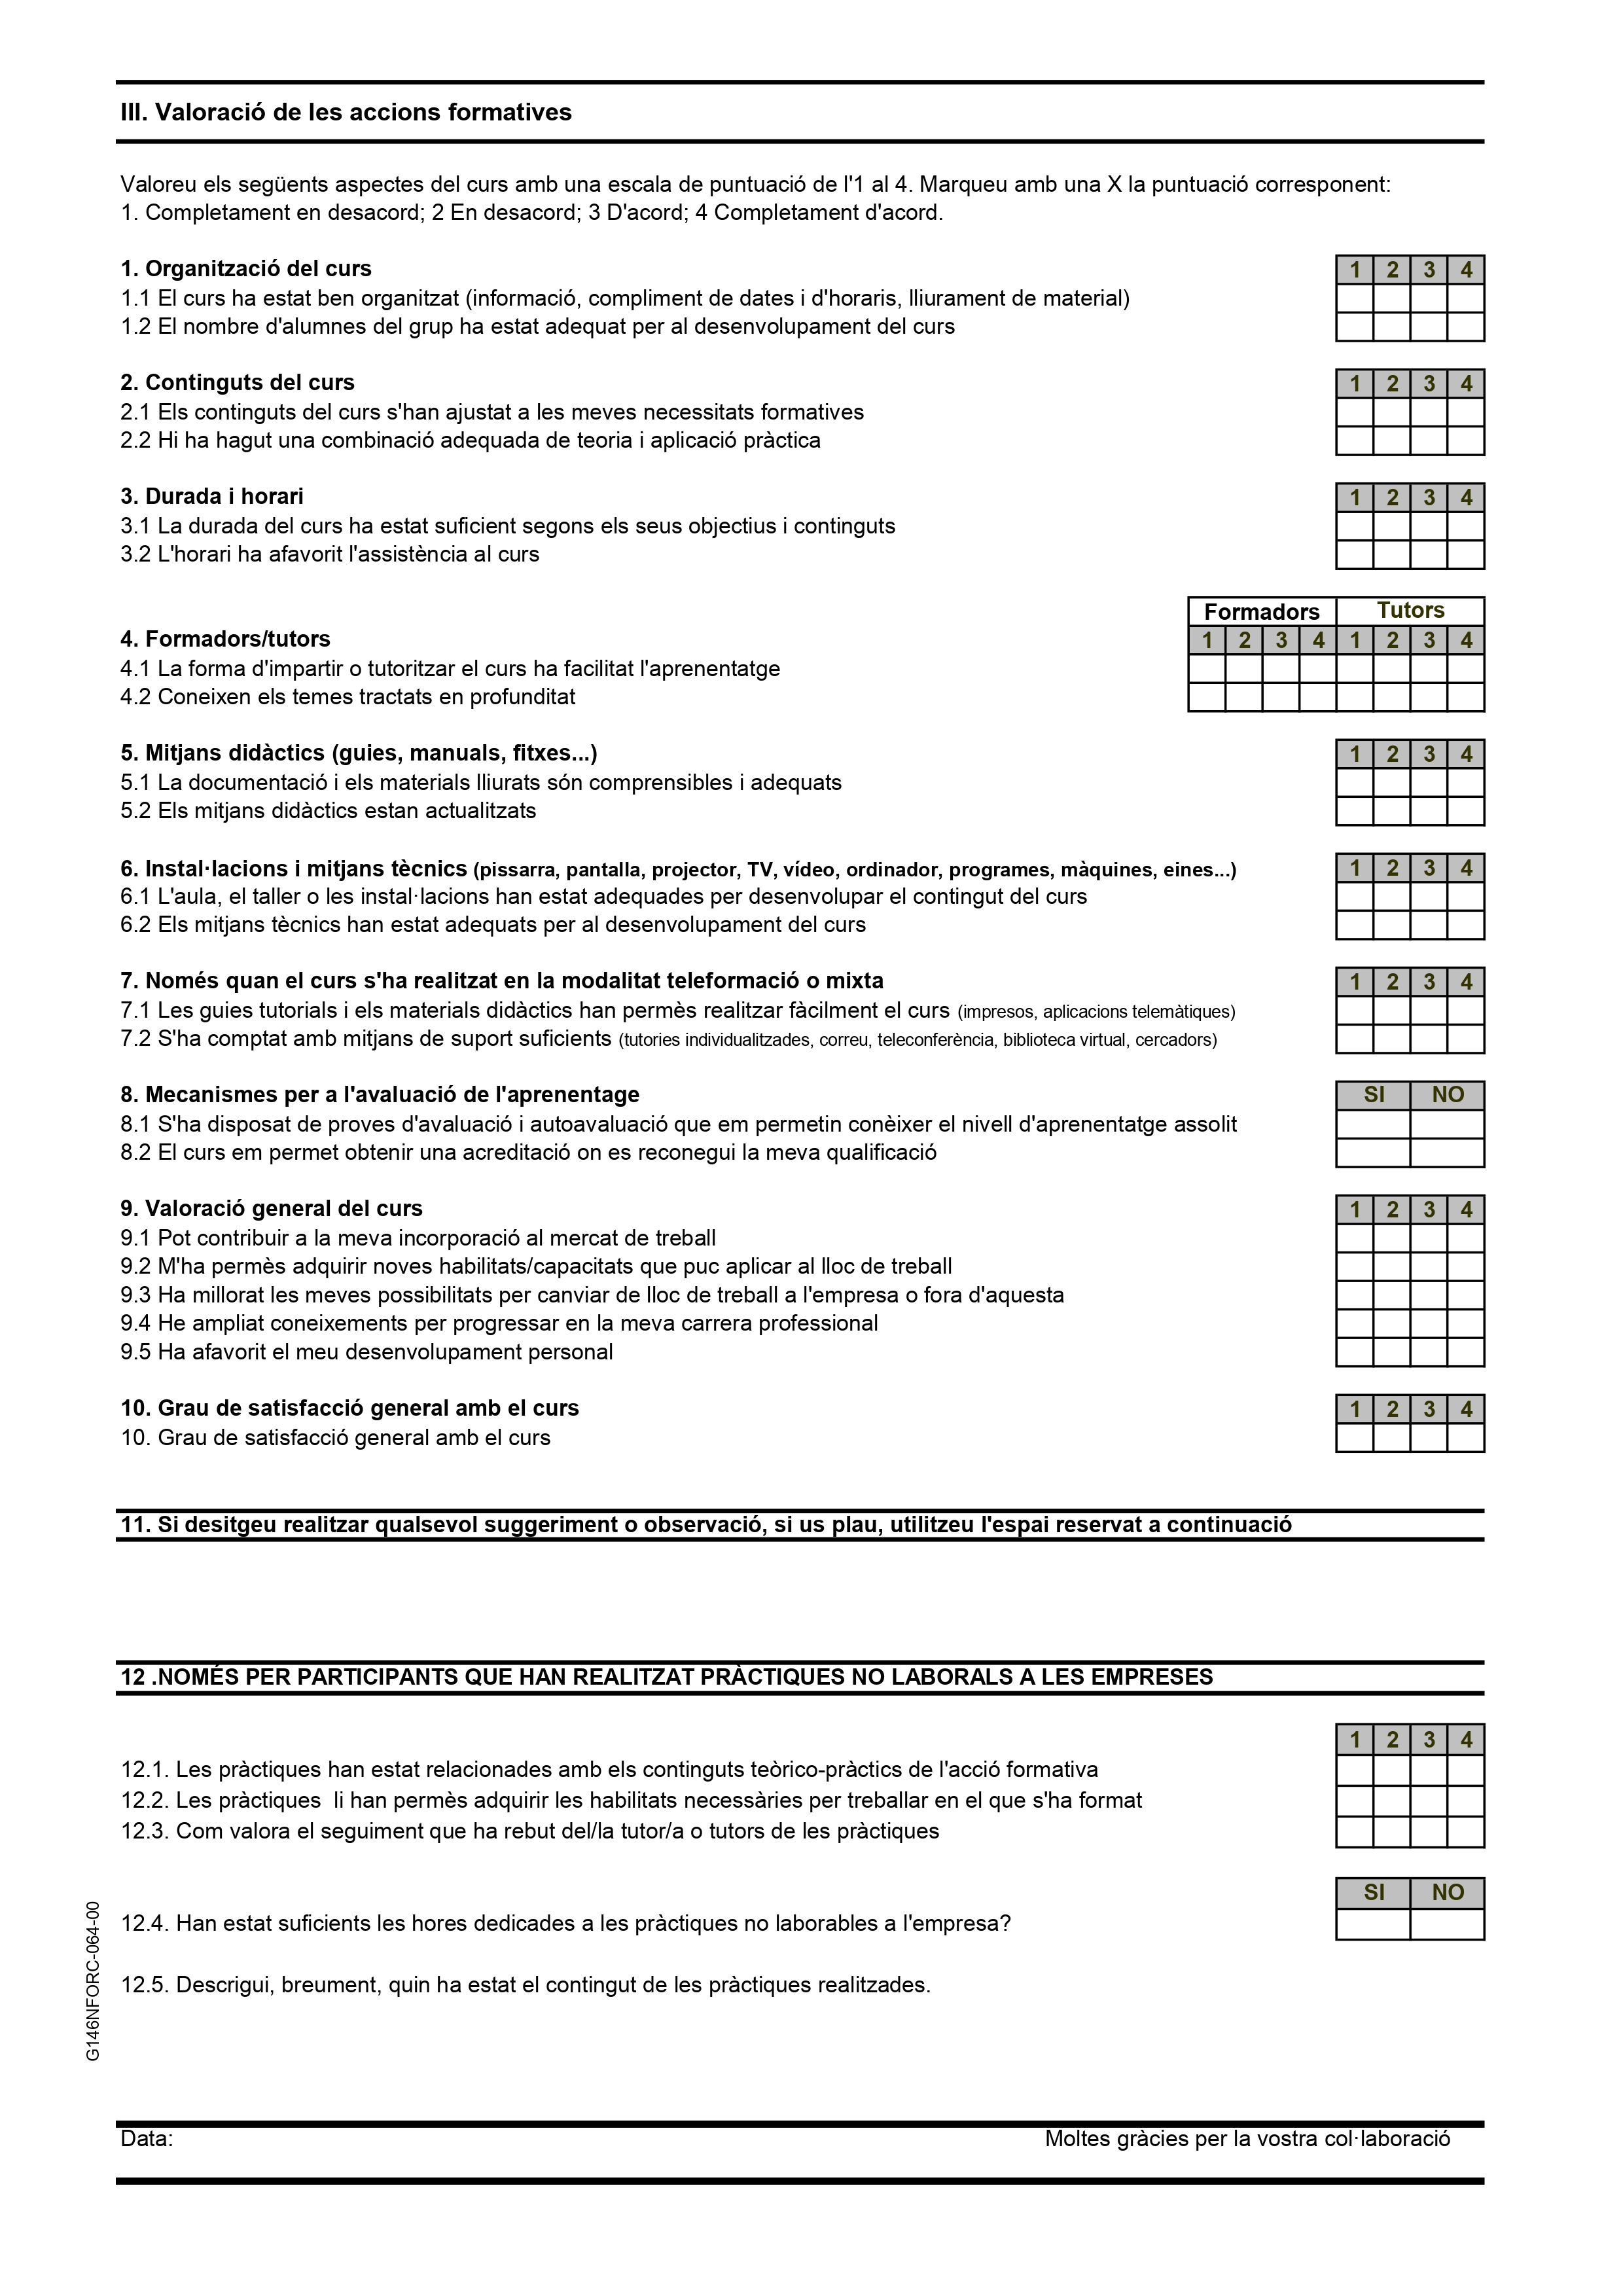 III. Valoració de les accions formatives
Valoreu els següents aspectes del curs amb una escala de puntuació de l'1 al 4. Marqueu amb una X la puntuació corresponent:
1. Completament en desacord; 2 En desacord; 3 D'acord; 4 Completament d'acord.
1. Organització del curs 1 2 3 4
1.1 El curs ha estat ben organitzat (informació, compliment de dates i d'horaris, lliurament de material)
1.2 El nombre d'alumnes del grup ha estat adequat per al desenvolupament del curs
2. Continguts del curs 1 2 3 4
2.1 Els continguts del curs s'han ajustat a les meves necessitats formatives
2.2 Hi ha hagut una combinació adequada de teoria i aplicació pràctica
3. Durada i horari 1 2 3 4
3.1 La durada del curs ha estat suficient segons els seus objectius i continguts
3.2 L'horari ha afavorit l'assistència al curs
Formadors Tutors
4. Formadors/tutors 1 2 3 4 1 2 3 4
4.1 La forma d'impartir o tutoritzar el curs ha facilitat l'aprenentatge
4.2 Coneixen els temes tractats en profunditat
5. Mitjans didàctics (guies, manuals, fitxes...) 1 2 3 4
5.1 La documentació i els materials lliurats són comprensibles i adequats
5.2 Els mitjans didàctics estan actualitzats
6. Instal·lacions i mitjans tècnics (pissarra, pantalla, projector, TV, vídeo, ordinador, programes, màquines, eines...) 1 2 3 4
6.1 L'aula, el taller o les instal·lacions han estat adequades per desenvolupar el contingut del curs
6.2 Els mitjans tècnics han estat adequats per al desenvolupament del curs
7. Només quan el curs s'ha realitzat en la modalitat teleformació o mixta 1 2 3 4
7.1 Les guies tutorials i els materials didàctics han permès realitzar fàcilment el curs (impresos, aplicacions telemàtiques)
7.2 S'ha comptat amb mitjans de suport suficients (tutories individualitzades, correu, teleconferència, biblioteca virtual, cercadors)
8. Mecanismes per a l'avaluació de l'aprenentage SI NO
8.1 S'ha disposat de proves d'avaluació i autoavaluació que em permetin conèixer el nivell d'aprenentatge assolit
8.2 El curs em permet obtenir una acreditació on es reconegui la meva qualificació
9. Valoració general del curs 1 2 3 4
9.1 Pot contribuir a la meva incorporació al mercat de treball
9.2 M'ha permès adquirir noves habilitats/capacitats que puc aplicar al lloc de treball
9.3 Ha millorat les meves possibilitats per canviar de lloc de treball a l'empresa o fora d'aquesta
9.4 He ampliat coneixements per progressar en la meva carrera professional
9.5 Ha afavorit el meu desenvolupament personal
10. Grau de satisfacció general amb el curs 1 2 3 4
10. Grau de satisfacció general amb el curs
11. Si desitgeu realitzar qualsevol suggeriment o observació, si us plau, utilitzeu l'espai reservat a continuació
12 .NOMÉS PER PARTICIPANTS QUE HAN REALITZAT PRÀCTIQUES NO LABORALS A LES EMPRESES
1 2 3 4
12.1. Les pràctiques han estat relacionades amb els continguts teòrico-pràctics de l'acció formativa
12.2. Les pràctiques li han permès adquirir les habilitats necessàries per treballar en el que s'ha format
12.3. Com valora el seguiment que ha rebut del/la tutor/a o tutors de les pràctiques
SI NO
12.4. Han estat suficients les hores dedicades a les pràctiques no laborables a l'empresa?
12.5. Descrigui, breument, quin ha estat el contingut de les pràctiques realitzades.
G146NFORC-064-00
Data: Moltes gràcies per la vostra col·laboració